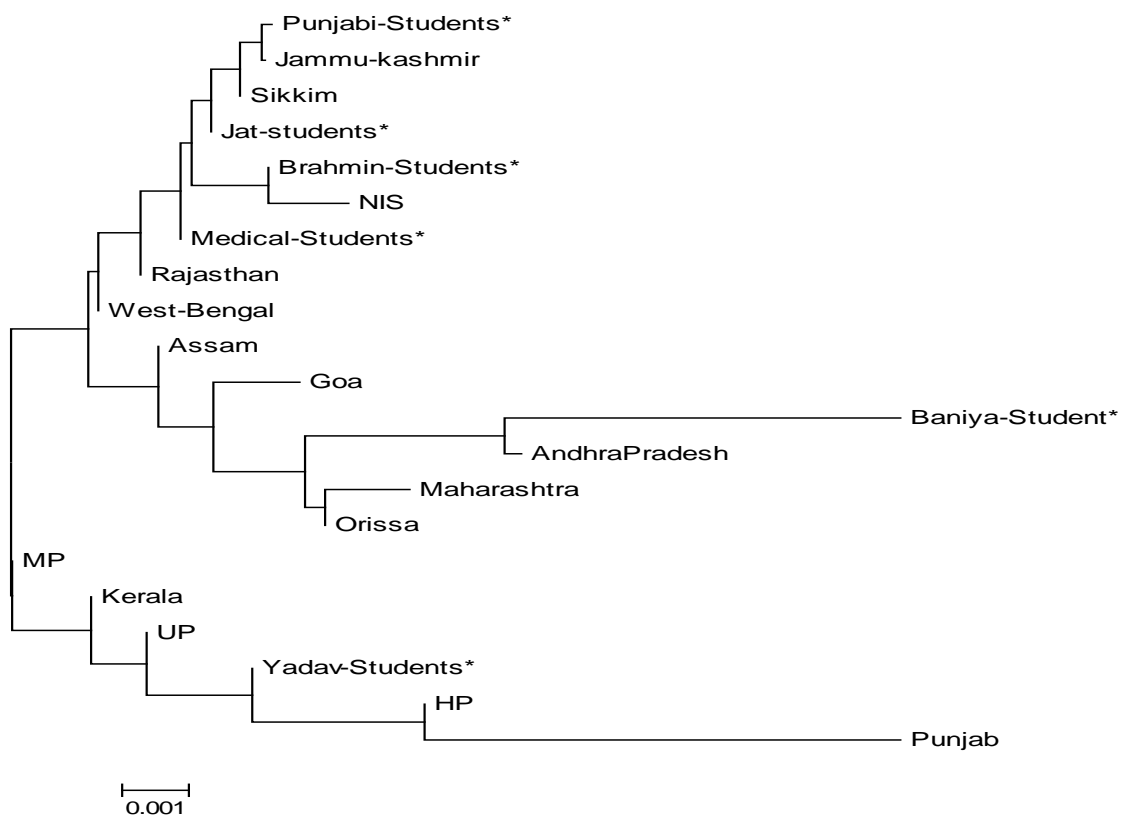 Punjabi-Students*
Jammu-kashmir
Sikkim
Jat-students*
Brahmin-Students*
NIS
Medical-Students*
Rajasthan
West-Bengal
Assam
Goa
Baniya-Student*
AndhraPradesh
Maharashtra
Orissa
MP
Kerala
UP
Yadav-Students*
HP
Punjab
0.001